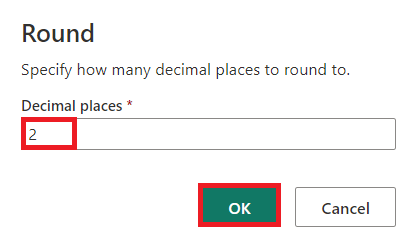 Round
Specify how many decimal places to round to.
Decimal places *
2
OK Cancel